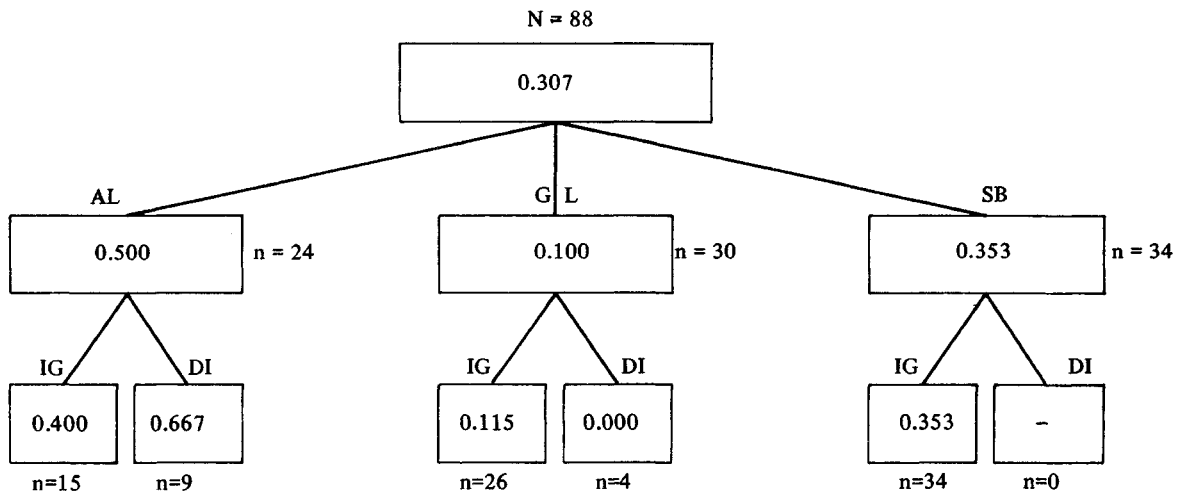 N = 88
0.307
AL G L SB
0.500 n = 24 0.100 n = 30 0.353 n = 34
IG DI IG DI IG DI
0.400 0.667 0.115 0.000 0.353 –
n=15 n=9 n=26 n=4 n=34 n=0